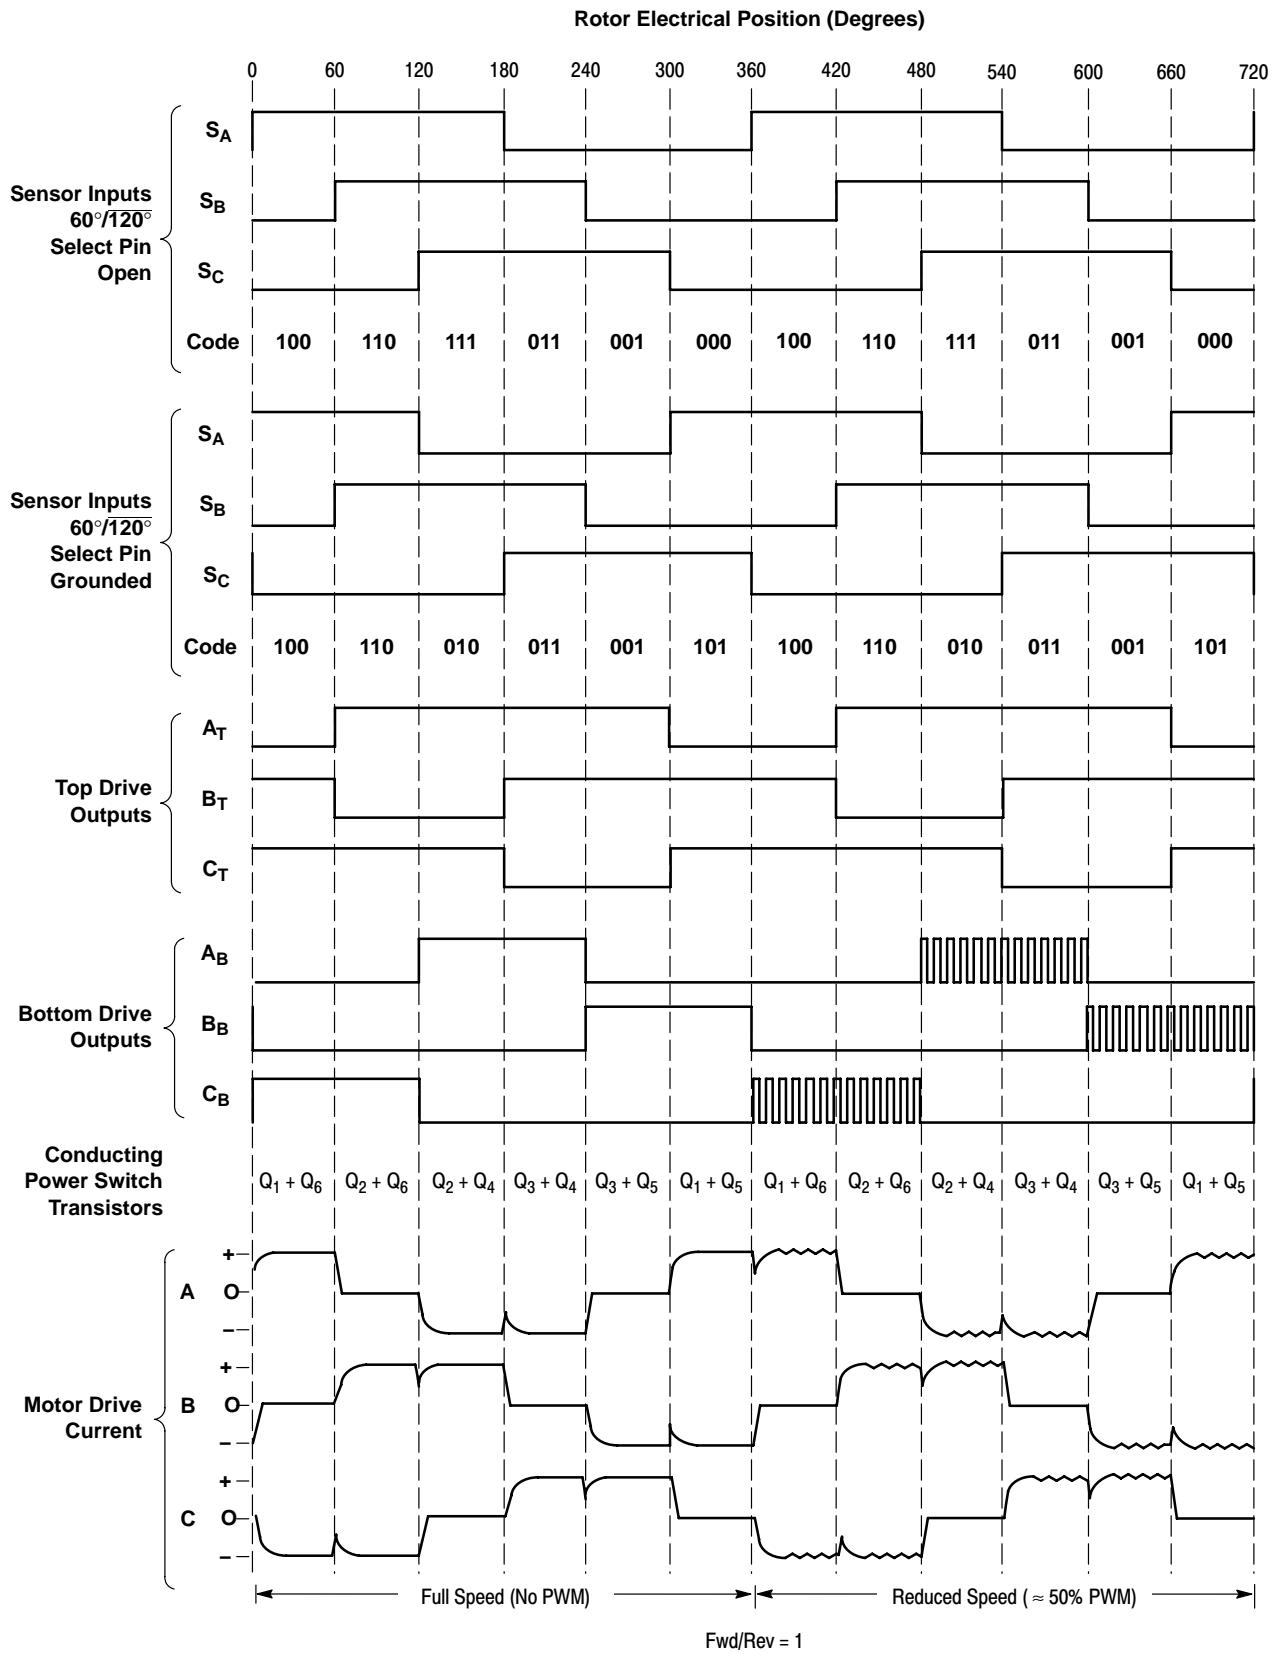 Rotor Electrical Position (Degrees)
0 60 120 180 240 300 360 420 480 540 600 660 720
Sensor Inputs
60°/120°
Select Pin
Open
SA
SB
SC
Code 100 110 111 011 001 000 100 110 111 011 001 000
Sensor Inputs
60°/120°
Select Pin
Grounded
SA
SB
SC
Code 100 110 010 011 001 101 100 110 010 011 001 101
Top Drive
Outputs
AT
BT
CT
Bottom Drive
Outputs
AB
BB
CB
Conducting
Power Switch
Transistors
Q1 + Q6 Q2 + Q6 Q2 + Q4 Q3 + Q4 Q3 + Q5 Q1 + Q5 Q1 + Q6 Q2 + Q6 Q2 + Q4 Q3 + Q4 Q3 + Q5 Q1 + Q5
Motor Drive
Current
+
A O
−
+
B O
−
+
C O
−
Full Speed (No PWM) Reduced Speed ( ≈ 50% PWM)
Fwd/Rev = 1